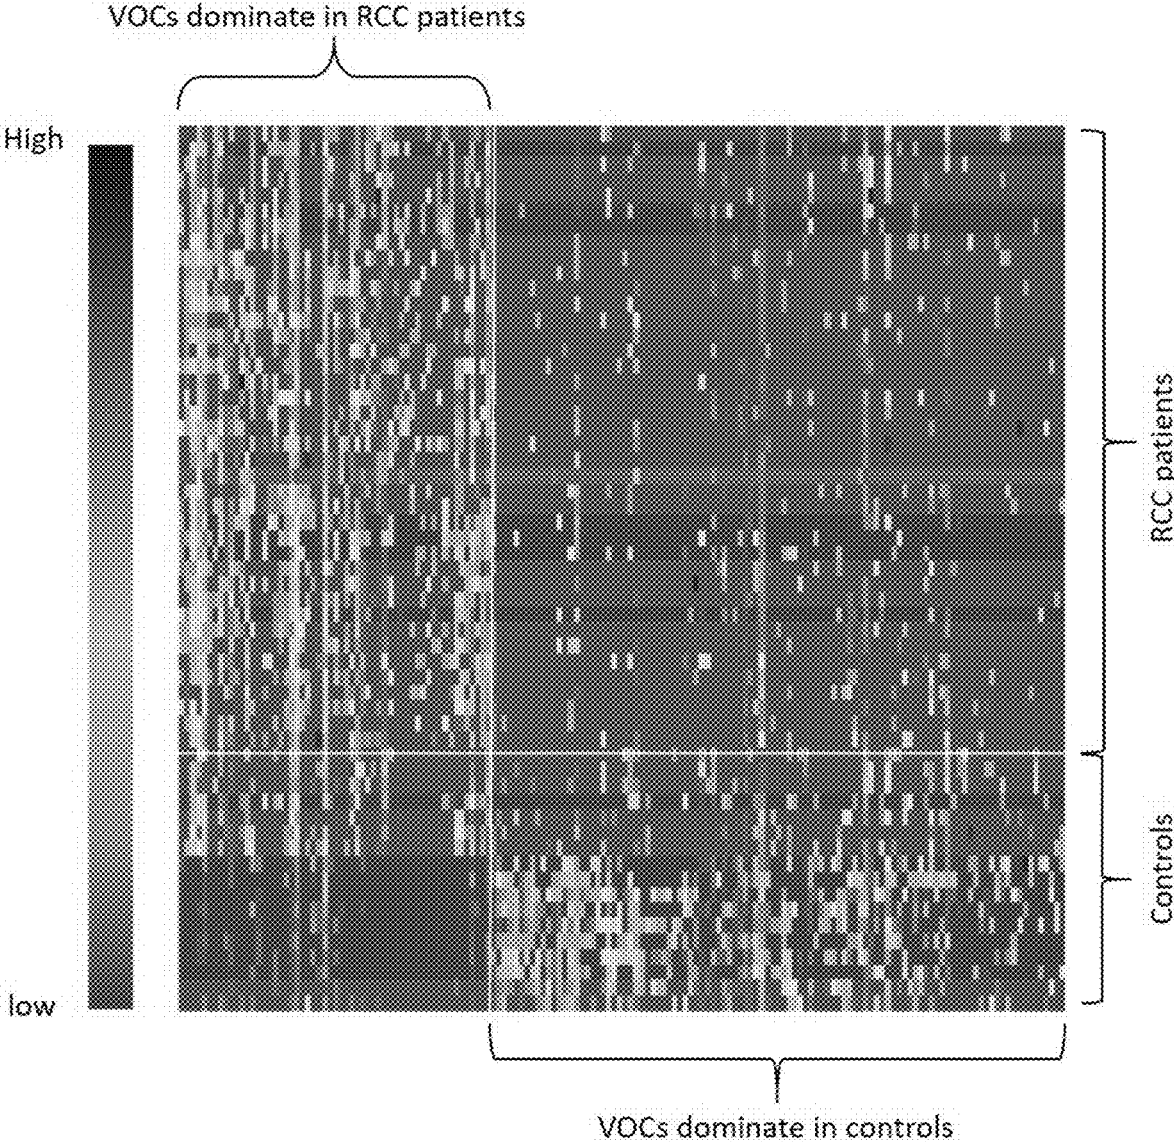 VOCs dominate in RCC patients
High
RCC patients
Controls
low
VOCs dominate in controls